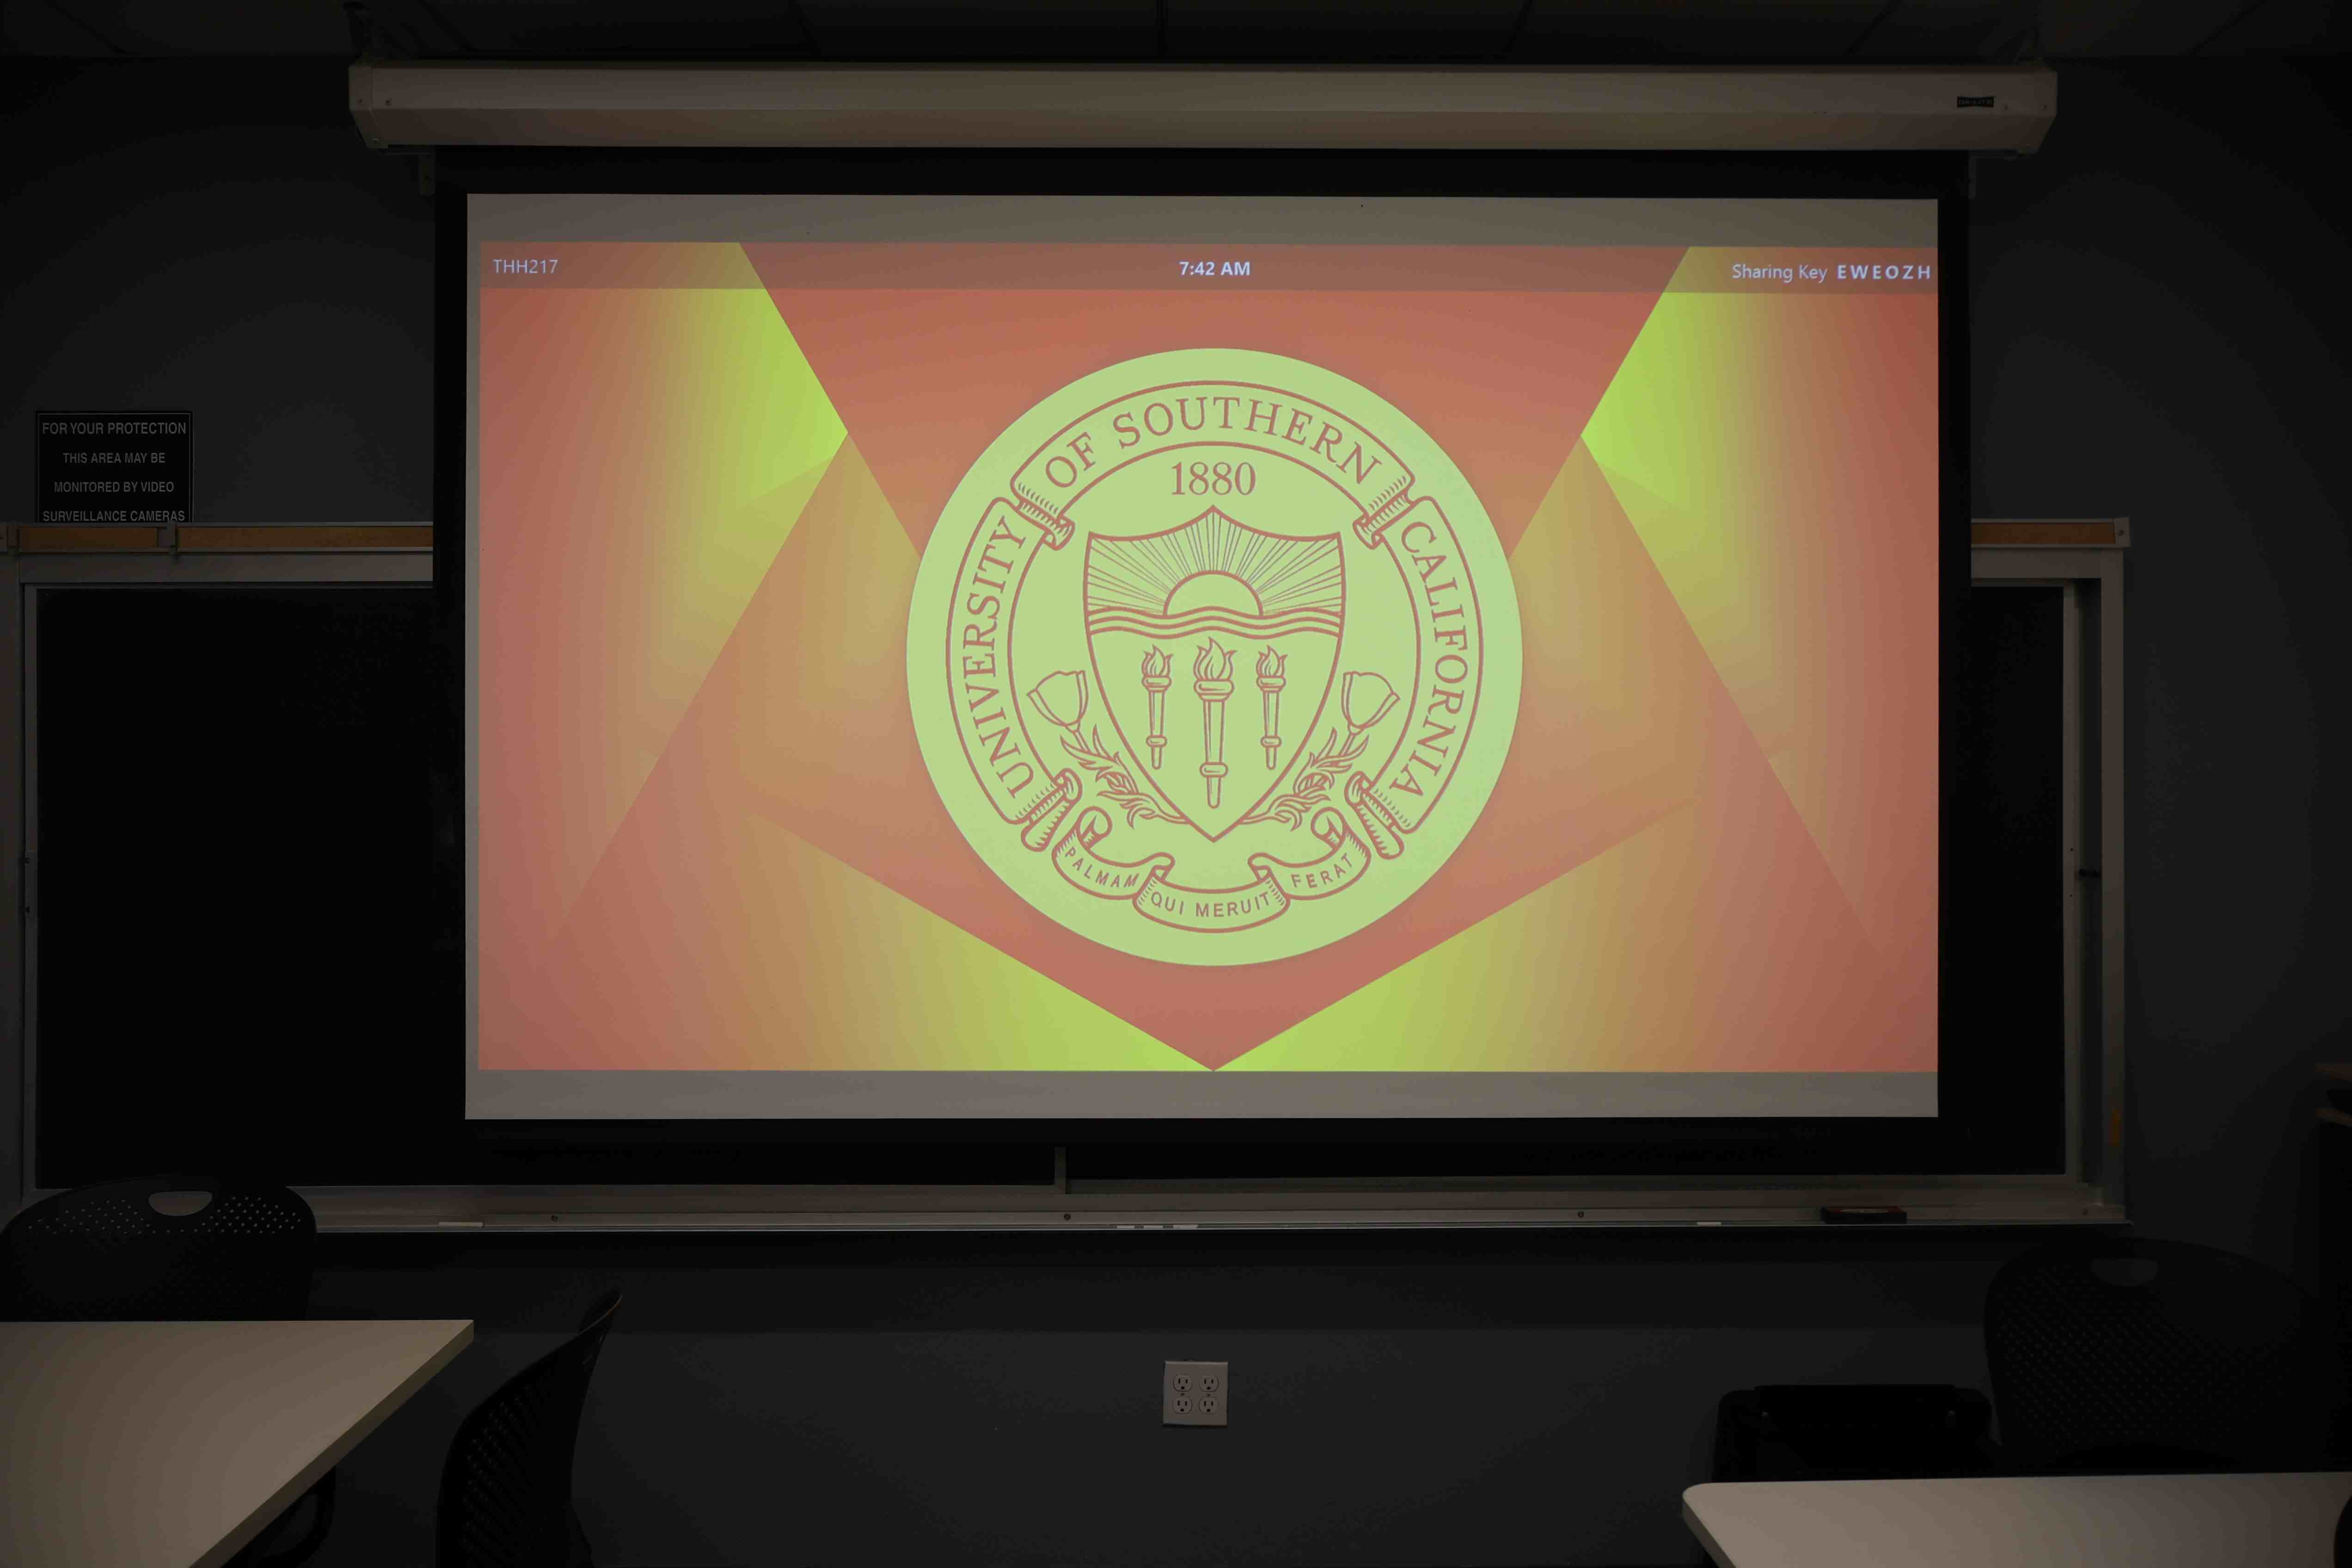 THH217
7:42 AM
Sharing Key EWEOZH
UNIVERSITY OF SOUTHERN CALIFORNIA
1880
PALMAM QUI MERUIT FERAT
FOR YOUR PROTECTION
THIS AREA MAY BE
MONITORED BY VIDEO
SURVEILLANCE CAMERAS